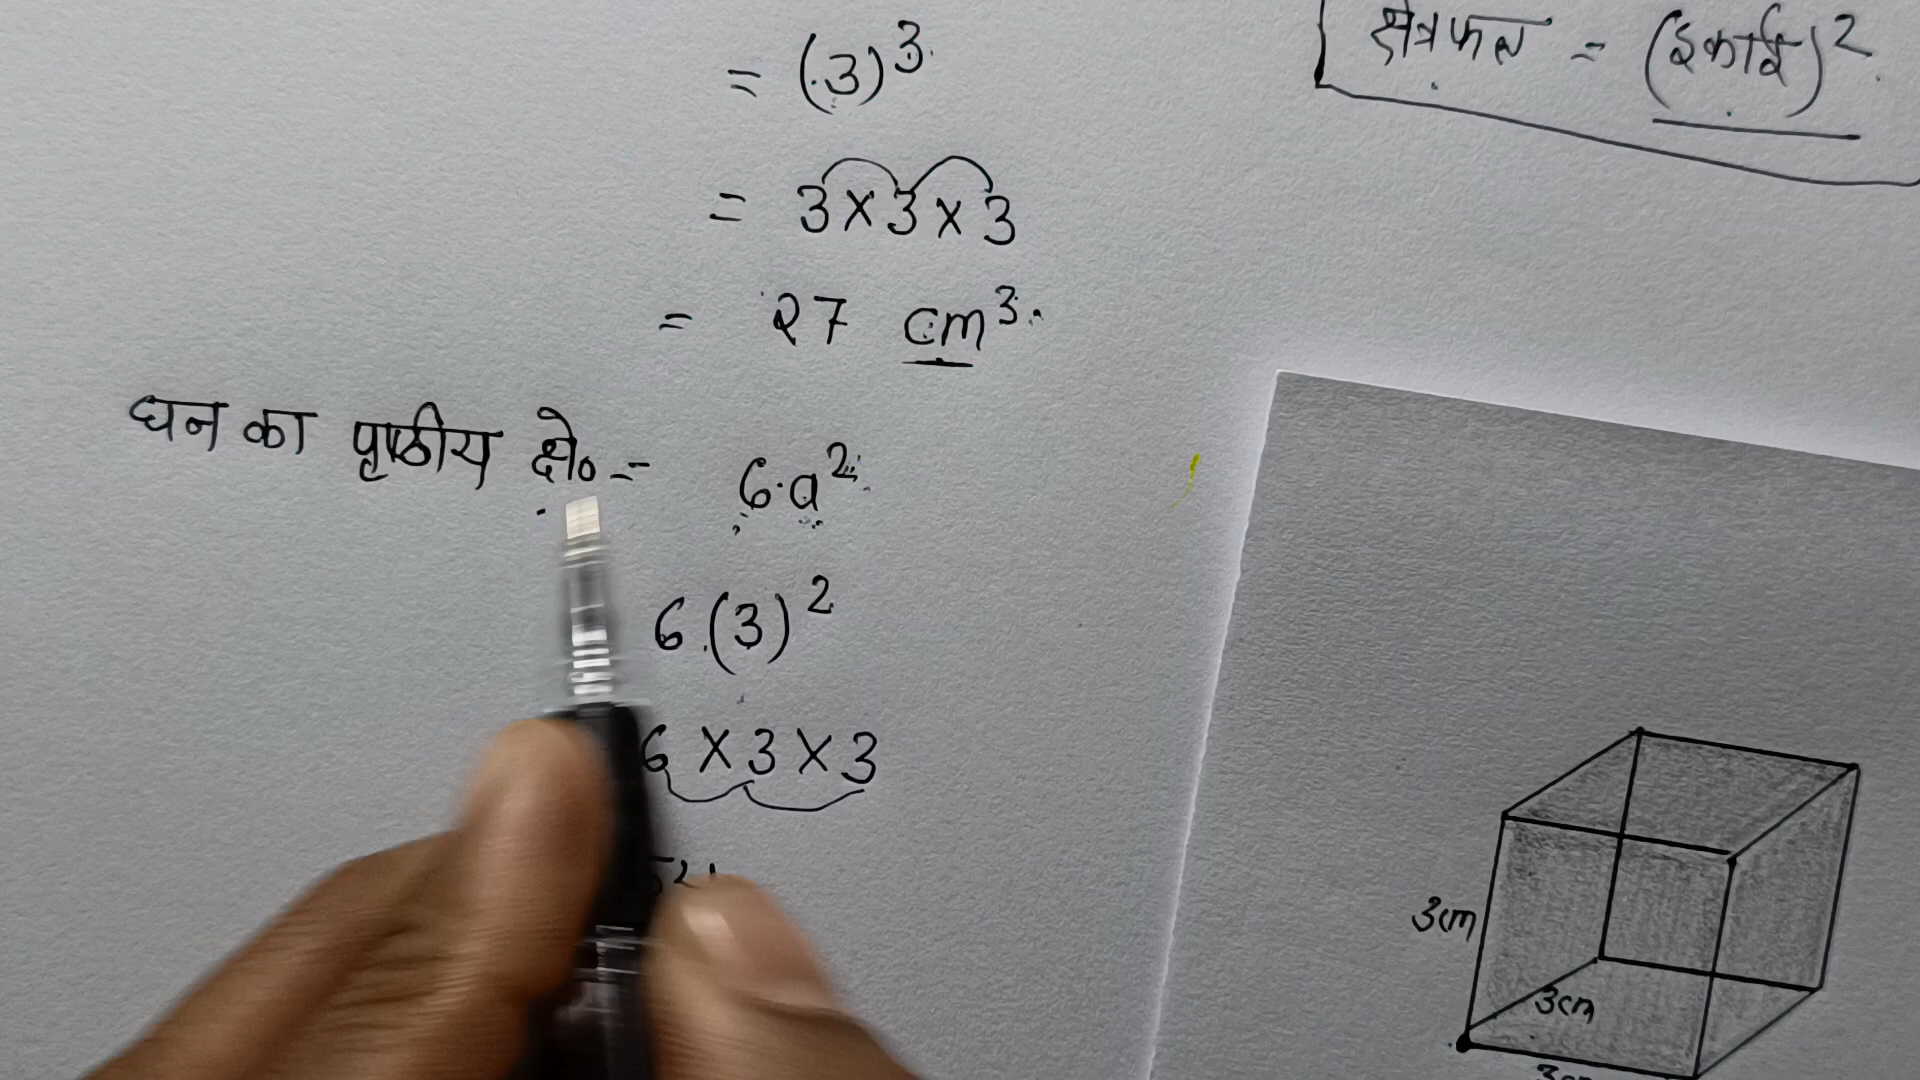 = (3)³
= 3×3×3
= 27 cm³
घन का पृष्ठीय क्षे० = 6·a²
6(3)²
6×3×3
क्षेत्रफल = (इकाई)²
3cm
3cm